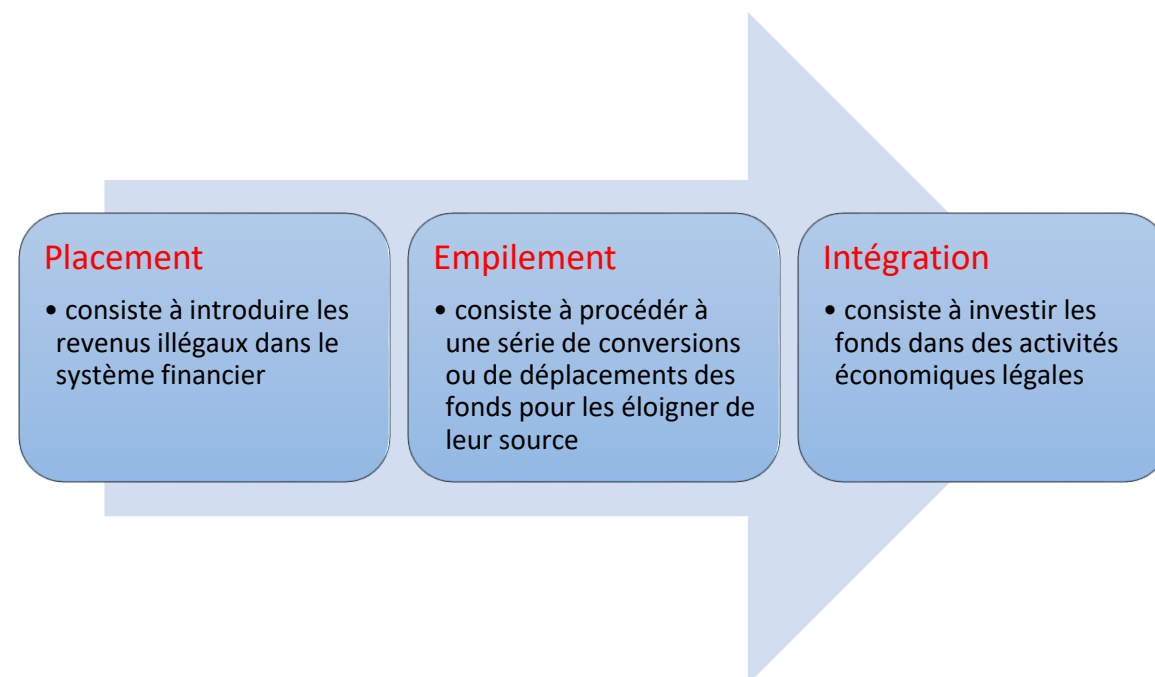 Placement
• consiste à introduire les
revenus illégaux dans le
système financier
Empilement
• consiste à procédér à
une série de conversions
ou de déplacements des
fonds pour les éloigner de
leur source
Intégration
• consiste à investir les
fonds dans des activités
économiques légales